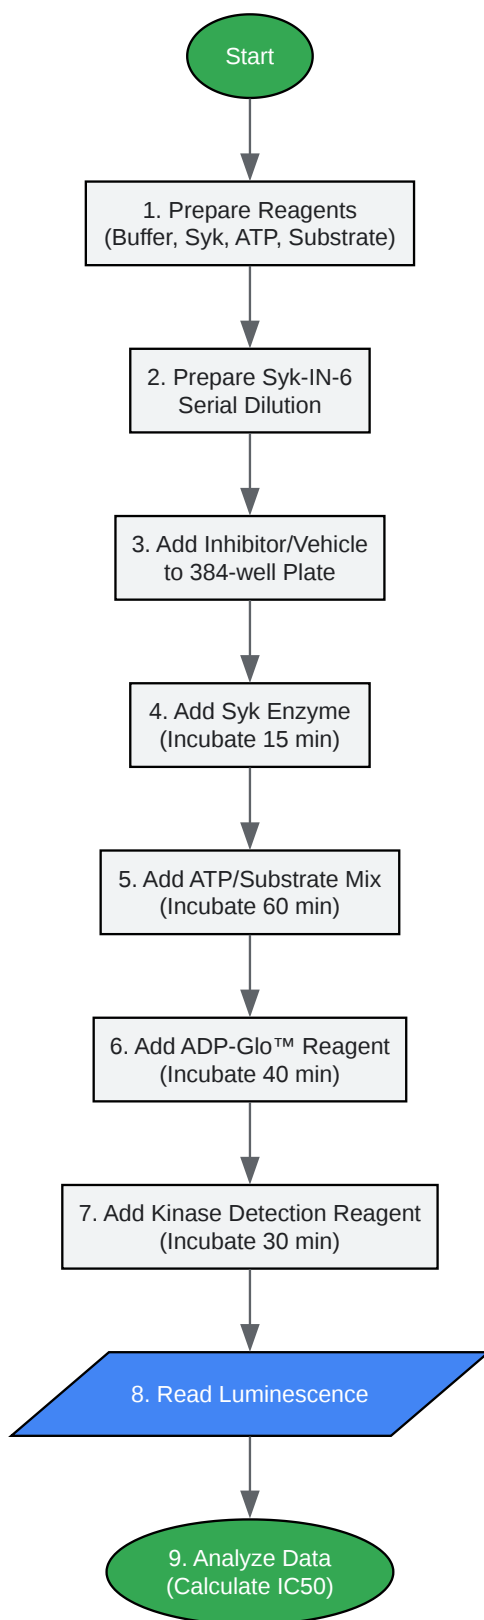 Start
1. Prepare Reagents
(Buffer, Syk, ATP, Substrate)
2. Prepare Syk-IN-6
Serial Dilution
3. Add Inhibitor/Vehicle
to 384-well Plate
4. Add Syk Enzyme
(Incubate 15 min)
5. Add ATP/Substrate Mix
(Incubate 60 min)
6. Add ADP-Glo™ Reagent
(Incubate 40 min)
7. Add Kinase Detection Reagent
(Incubate 30 min)
8. Read Luminescence
9. Analyze Data
(Calculate IC50)